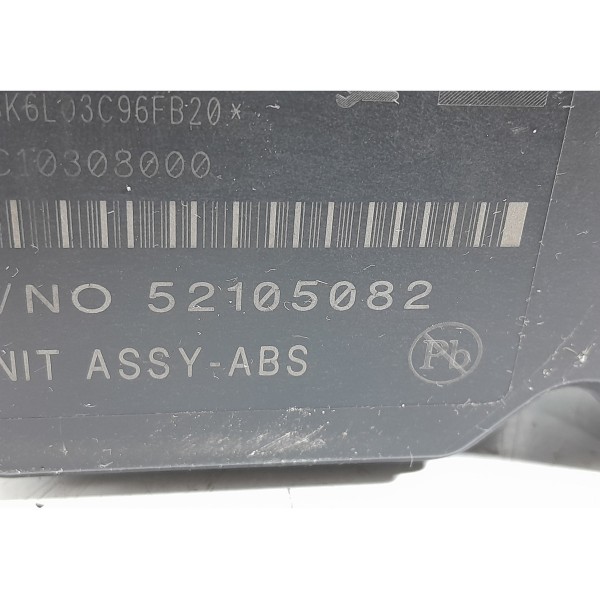 K6L03C96FB20*
C10308000
/NO 52105082
NIT ASSY-ABS
Pb